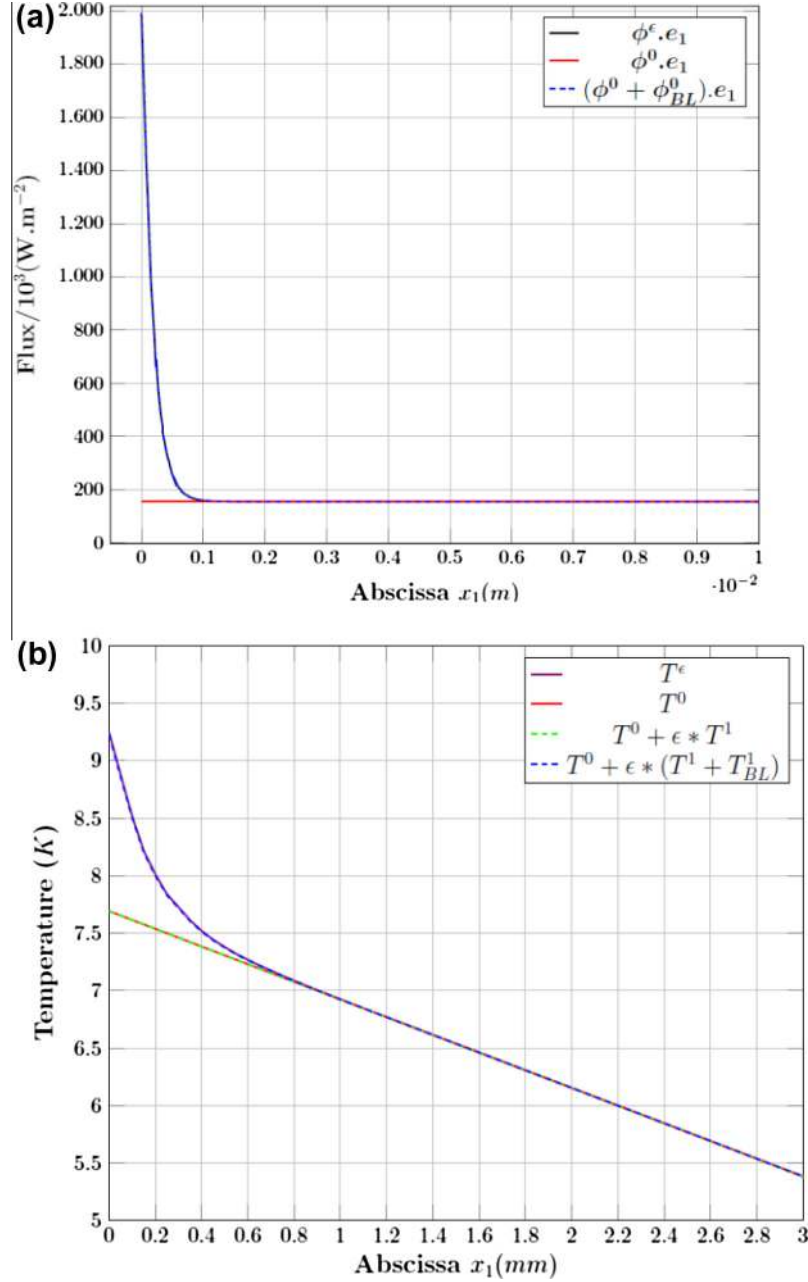 (a)
2.000
1.800
1.600
1.400
1.200
1.000
800
600
400
200
0
Flux/10³(W.m⁻²)
ϕ^ϵ.e₁
ϕ⁰.e₁
(ϕ⁰ + ϕ⁰_BL).e₁
0 0.1 0.2 0.3 0.4 0.5 0.6 0.7 0.8 0.9 1
·10⁻²
Abscissa x₁(m)
(b)
10
9.5
9
8.5
8
7.5
7
6.5
6
5.5
5
Temperature (K)
T^ϵ
T⁰
T⁰ + ϵ * T¹
T⁰ + ϵ * (T¹ + T¹_BL)
0 0.2 0.4 0.6 0.8 1 1.2 1.4 1.6 1.8 2 2.2 2.4 2.6 2.8 3
Abscissa x₁(mm)